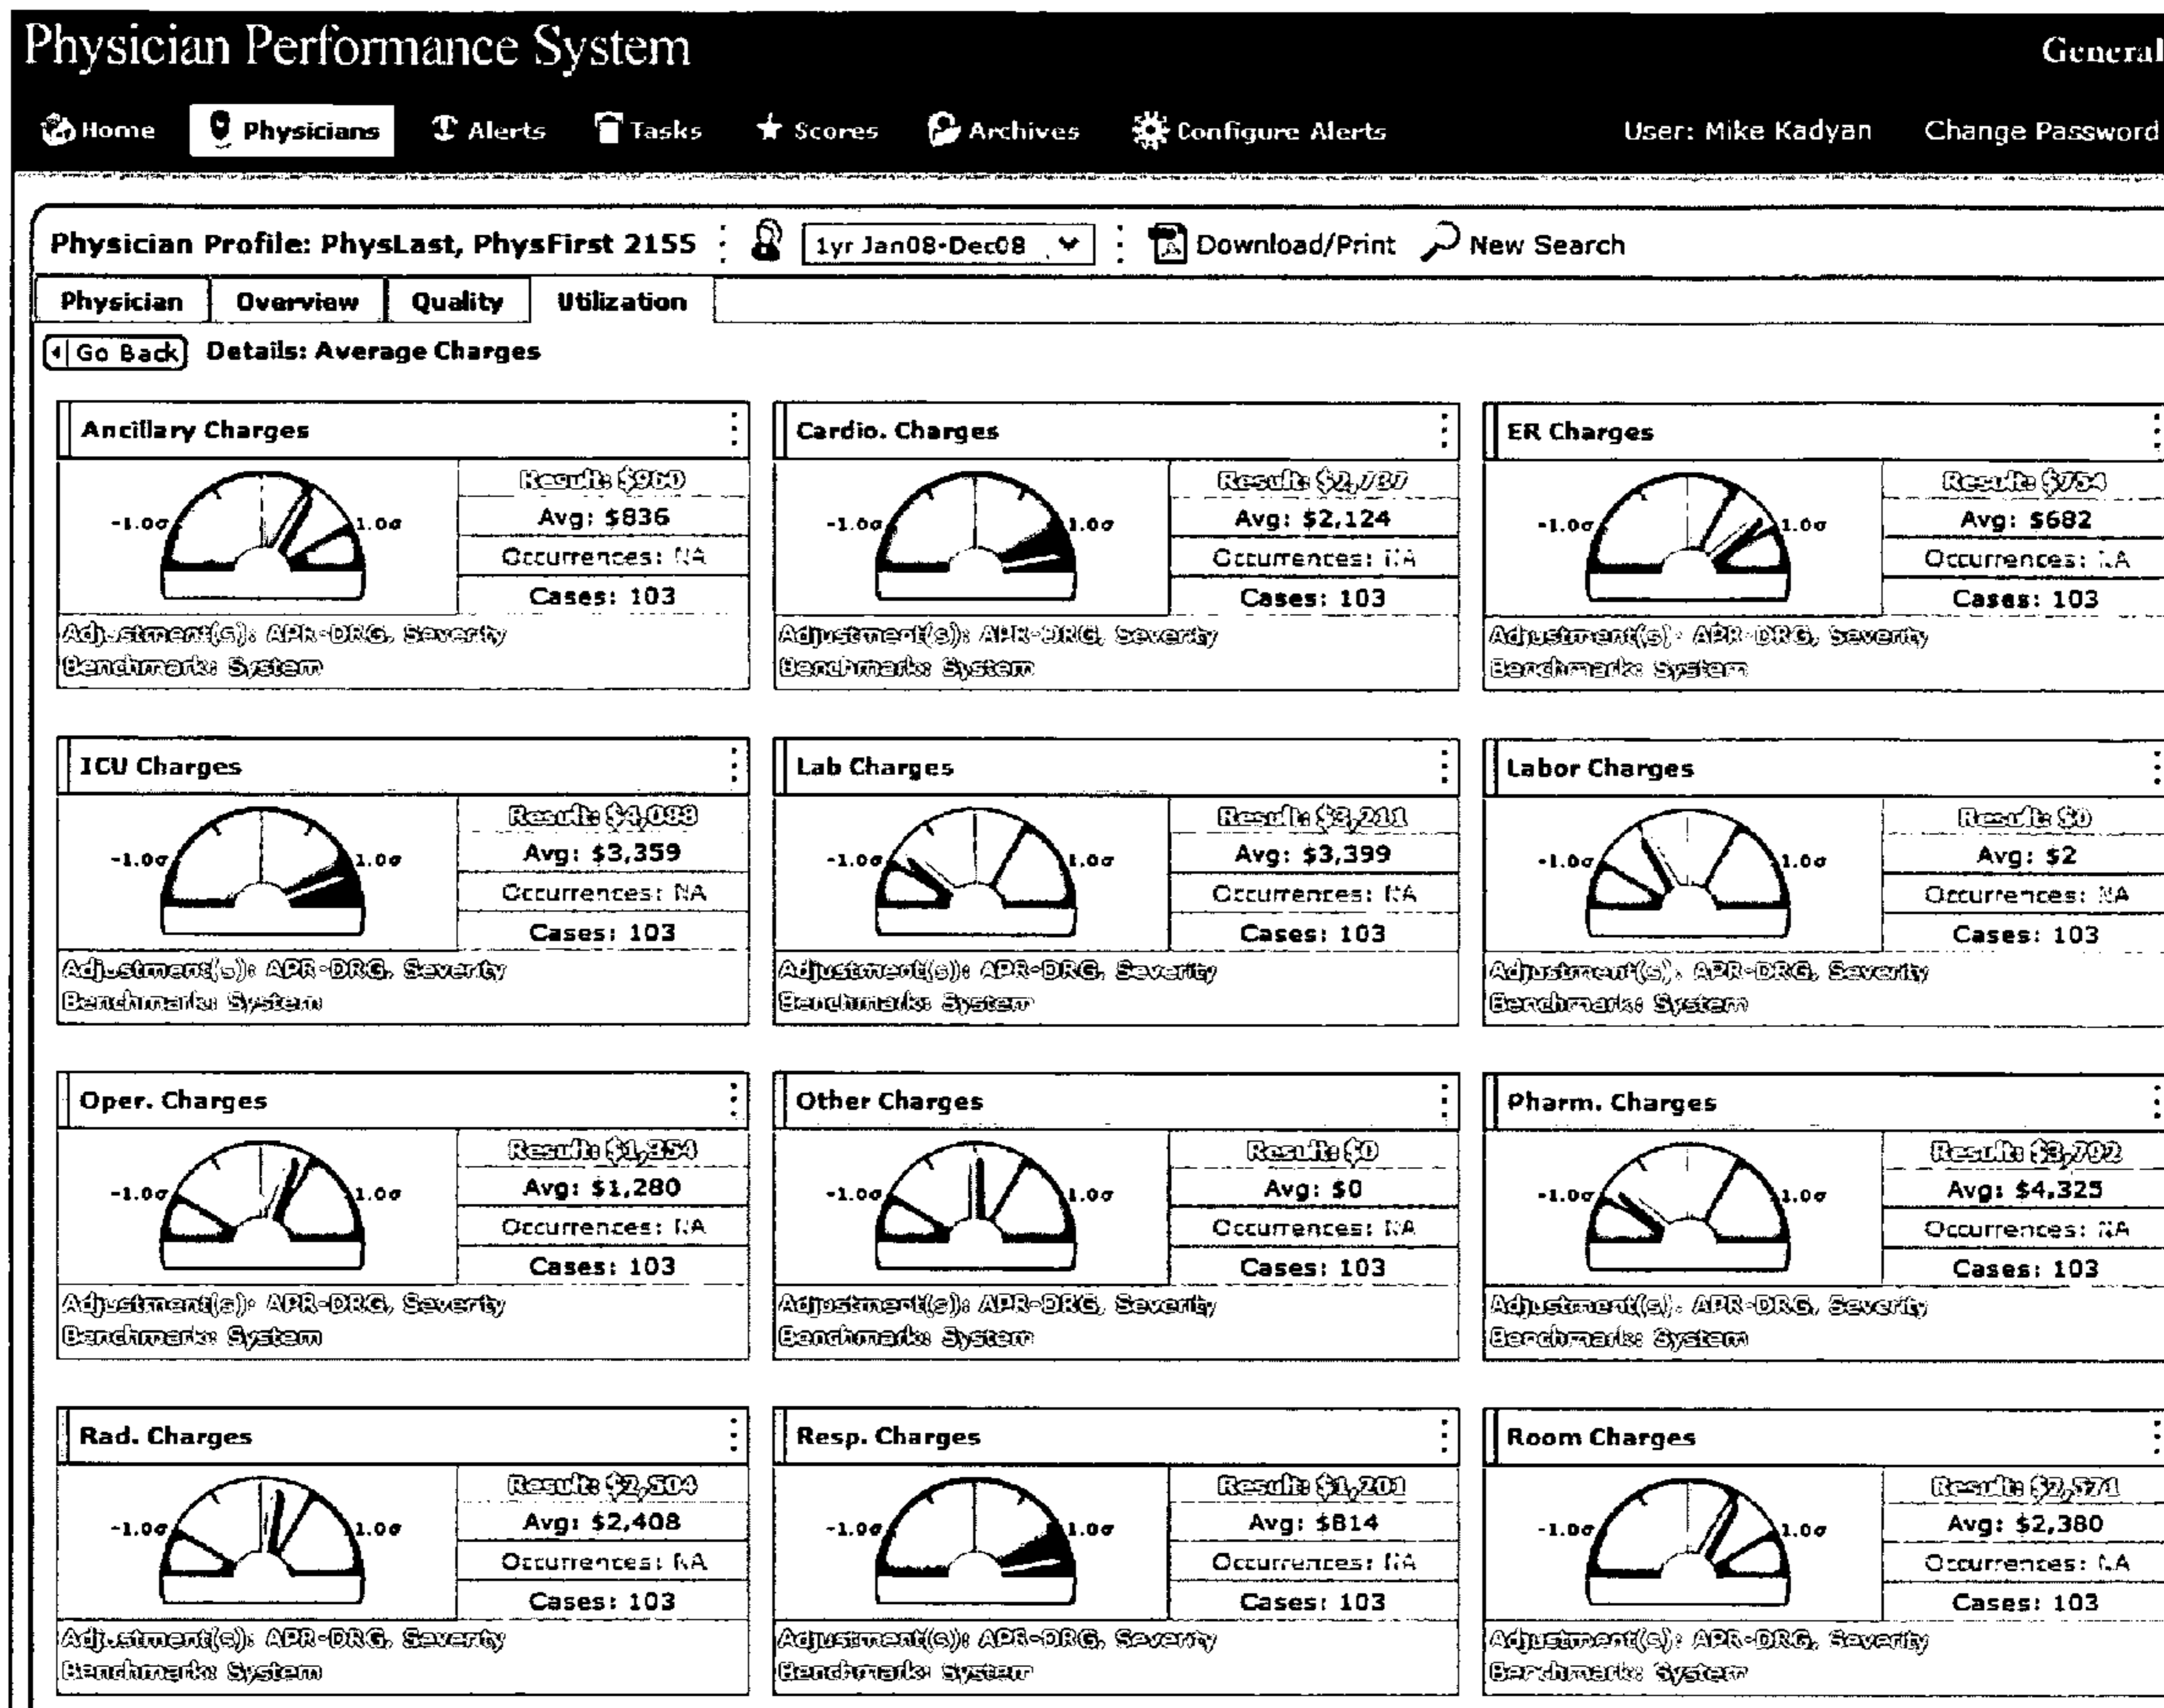 Physician Performance System General
Home Physicians Alerts Tasks Scores Archives Configure Alerts User: Mike Kadyan Change Password
Physician Profile: PhysLast, PhysFirst 2155 1yr Jan08-Dec08 Download/Print New Search
Physician Overview Quality Utilization
Go Back Details: Average Charges
Ancillary Charges
-1.0σ 1.0σ
Result: $960
Avg: $836
Occurrences: NA
Cases: 103
Adjustment(s): APR-DRG, Severity
Benchmark: System
Cardio. Charges
-1.0σ 1.0σ
Result: $2,787
Avg: $2,124
Occurrences: NA
Cases: 103
Adjustment(s): APR-DRG, Severity
Benchmark: System
ER Charges
-1.0σ 1.0σ
Result: $754
Avg: $682
Occurrences: NA
Cases: 103
Adjustment(s): APR-DRG, Severity
Benchmark: System
ICU Charges
-1.0σ 1.0σ
Result:
Avg: $3,359
Occurrences: NA
Cases: 103
Adjustment(s): APR-DRG, Severity
Benchmark: System
Lab Charges
-1.0σ 1.0σ
Result: $3,211
Avg: $3,399
Occurrences: NA
Cases: 103
Adjustment(s): APR-DRG, Severity
Benchmark: System
Labor Charges
-1.0σ 1.0σ
Result: $0
Avg: $2
Occurrences: NA
Cases: 103
Adjustment(s): APR-DRG, Severity
Benchmark: System
Oper. Charges
-1.0σ 1.0σ
Result: $1,354
Avg: $1,280
Occurrences: NA
Cases: 103
Adjustment(s): APR-DRG, Severity
Benchmark: System
Other Charges
-1.0σ 1.0σ
Result: $0
Avg: $0
Occurrences: NA
Cases: 103
Adjustment(s): APR-DRG, Severity
Benchmark: System
Pharm. Charges
-1.0σ 1.0σ
Result: $3,792
Avg: $4,325
Occurrences: NA
Cases: 103
Adjustment(s): APR-DRG, Severity
Benchmark: System
Rad. Charges
-1.0σ 1.0σ
Result: $2,504
Avg: $2,408
Occurrences: NA
Cases: 103
Adjustment(s): APR-DRG, Severity
Benchmark: System
Resp. Charges
-1.0σ 1.0σ
Result: $1,201
Avg: $814
Occurrences: NA
Cases: 103
Adjustment(s): APR-DRG, Severity
Benchmark: System
Room Charges
-1.0σ 1.0σ
Result: $2,571
Avg: $2,380
Occurrences: NA
Cases: 103
Adjustment(s): APR-DRG, Severity
Benchmark: System